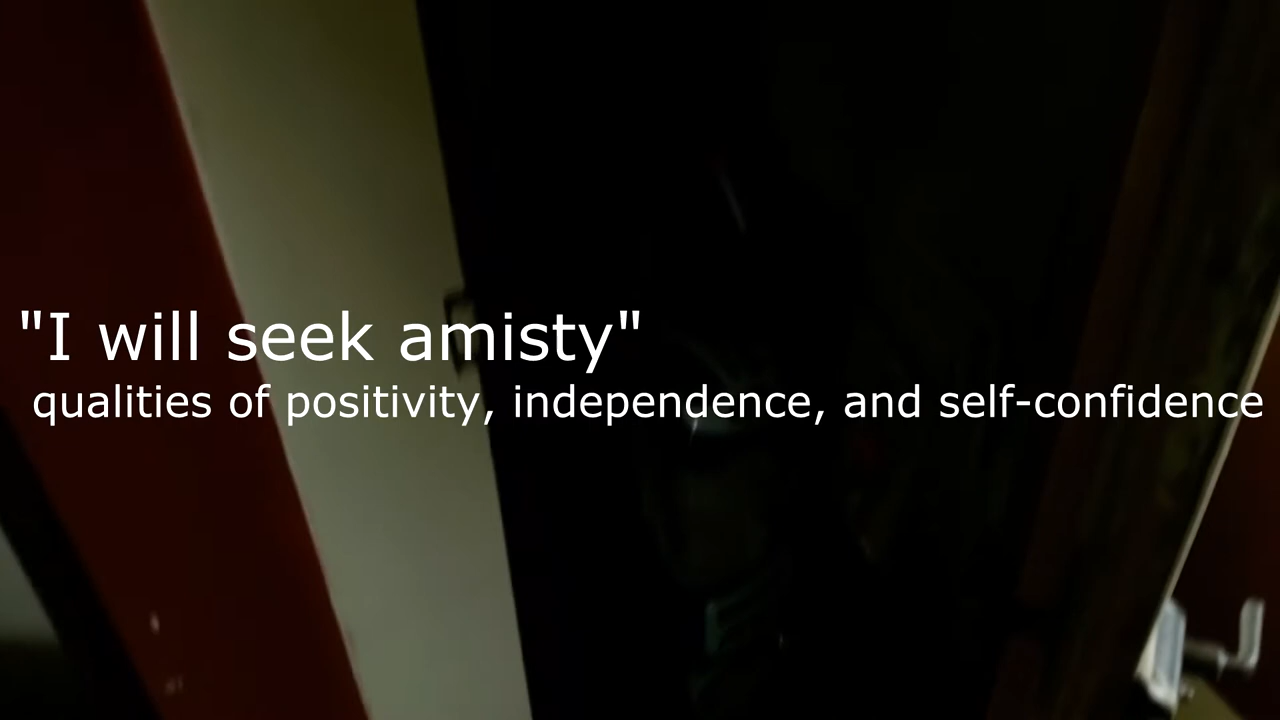 "I will seek amisty"
qualities of positivity, independence, and self-confidence